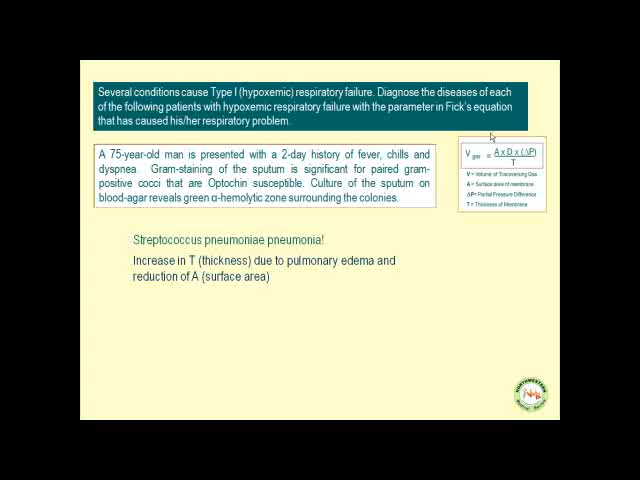 Several conditions cause Type I (hypoxemic) respiratory failure. Diagnose the diseases of each
of the following patients with hypoxemic respiratory failure with the parameter in Fick's equation
that has caused his/her respiratory problem.
A 75-year-old man is presented with a 2-day history of fever, chills and
dyspnea. Gram-staining of the sputum is significant for paired gram-
positive cocci that are Optochin susceptible. Culture of the sputum on
blood-agar reveals green α-hemolytic zone surrounding the colonies.
V gas = A x D x (ΔP)
T
V = Volume of Transversing Gas
A = Surface area of membrane
ΔP= Partial Pressure Difference
T = Thickness of Membrane
Streptococcus pneumoniae pneumonia!
Increase in T (thickness) due to pulmonary edema and
reduction of A (surface area)
NORTHWESTERN